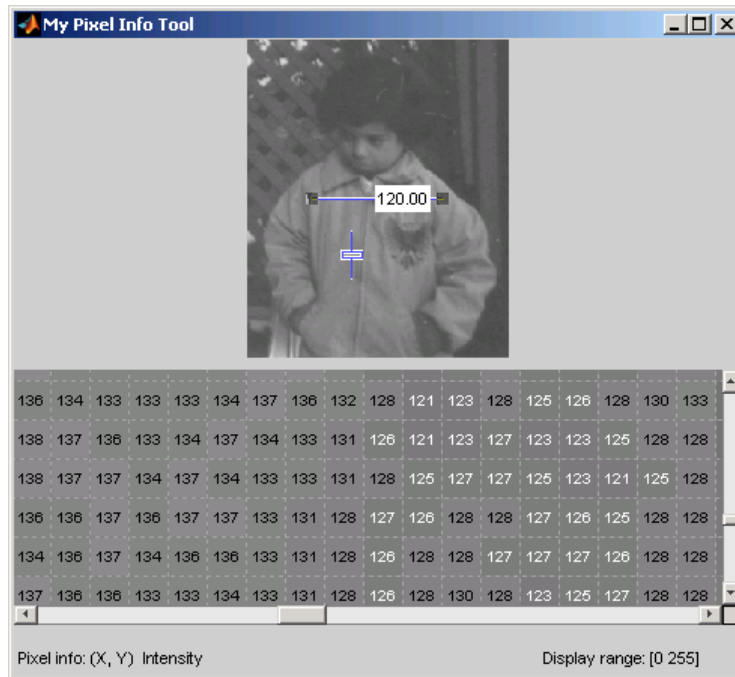 My Pixel Info Tool
120.00
136 134 133 133 133 134 137 136 132 128 121 123 128 125 126 128 130 133
138 137 136 133 134 137 134 133 131 126 121 123 127 123 123 125 128 128
138 137 137 134 137 134 133 133 131 128 125 127 127 125 123 121 125 128
136 136 137 136 137 137 133 131 128 127 126 128 128 127 126 125 128 128
134 136 137 134 136 136 133 131 128 126 128 128 127 127 127 126 128 128
137 136 136 133 133 134 133 131 128 126 128 130 128 123 125 127 128 128
Pixel info: (X, Y) Intensity
Display range: [0 255]